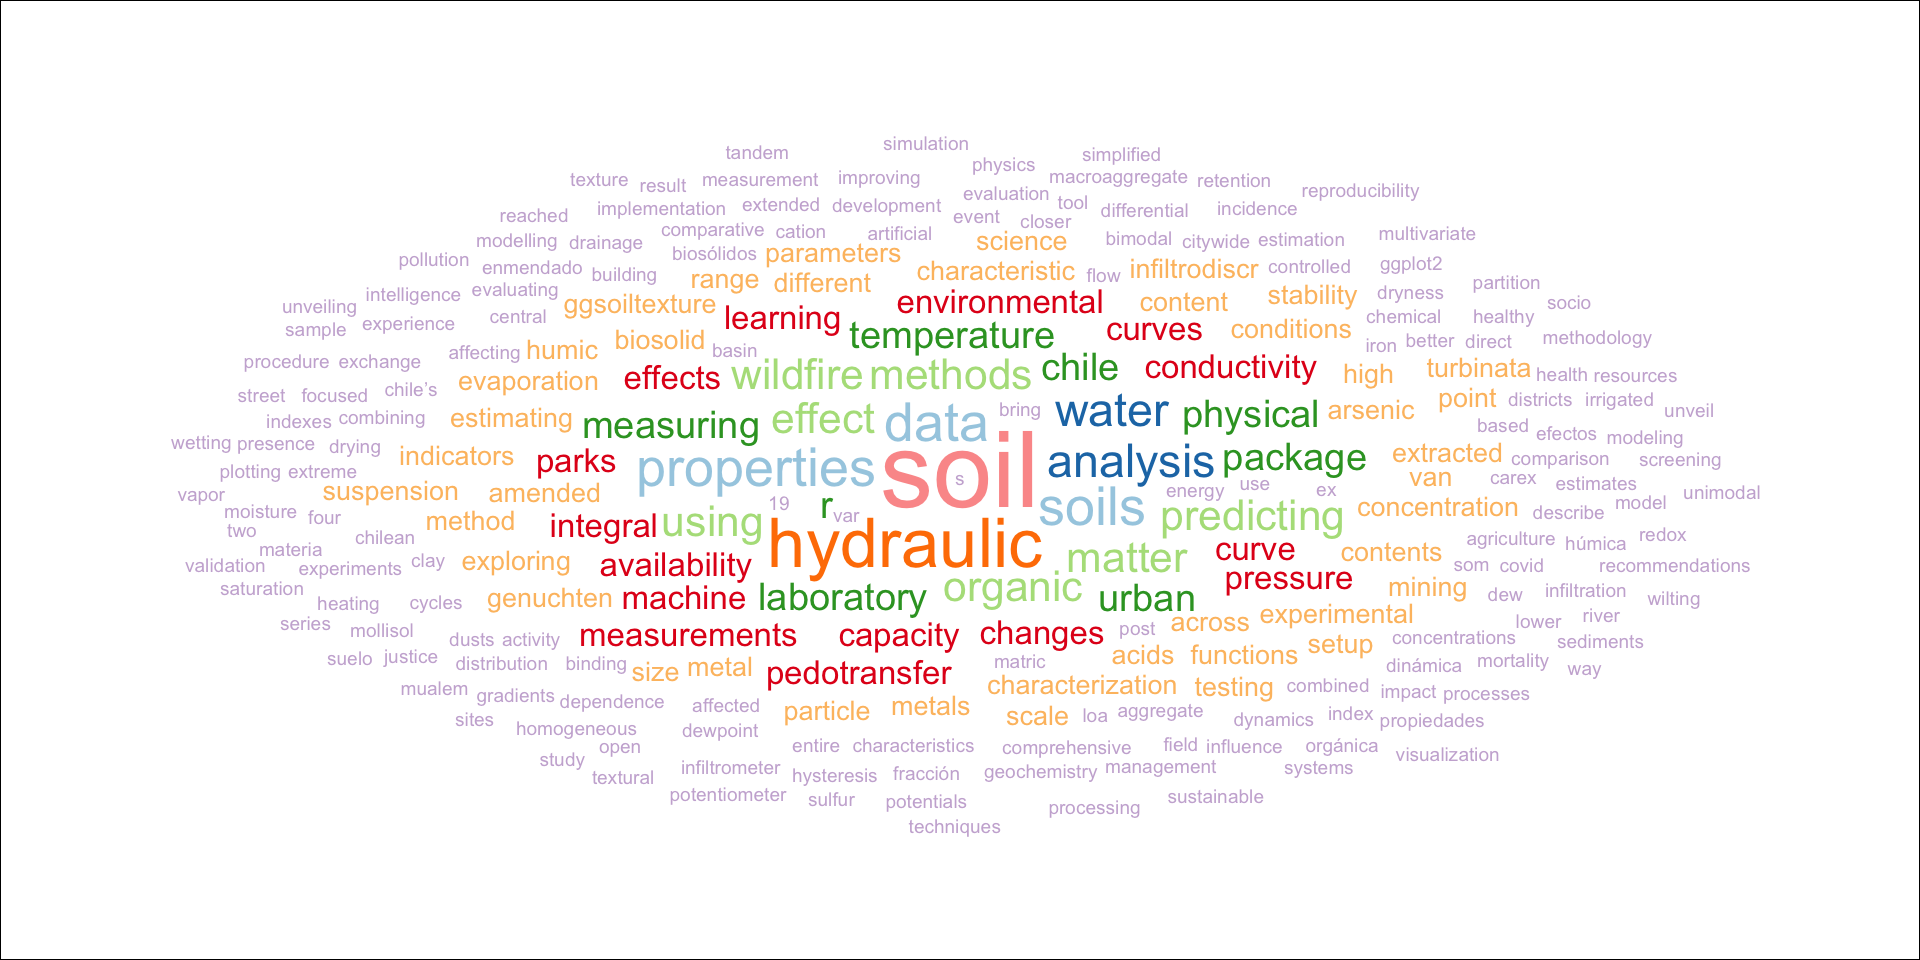 simulation
tandem
simplified
physics
texture
result
measurement
improving
macroaggregate
retention
evaluation
reproducibility
reached
implementation
extended
development
event
tool
closer
differential
incidence
modelling
drainage
comparative
cation
artificial
science
bimodal
citywide
estimation
multivariate
pollution
enmendado
building
biosólidos
parameters
range
different
characteristic
flow
infiltrodiscr
controlled
ggplot2
unveiling
intelligence
evaluating
ggsoiltexture
environmental
content
stability
dryness
partition
socio
sample
experience
central
learning
temperature
curves
conditions
chemical
healthy
procedure
exchange
affecting
humic
biosolid
basin
iron
better
direct
methodology
street
focused
chile's
evaporation
effects
wildfire
methods
chile
conductivity
high
turbinata
health
resources
indexes
combining
estimating
measuring
effect
data
bring
water
physical
arsenic
point
districts
irrigated
unveil
wetting
presence
drying
indicators
parks
properties
soil
s
analysis
package
extracted
based
efectos
modeling
plotting
extreme
suspension
amended
van
comparison
screening
vapor
moisture
four
method
integral
using
19
r
var
soils
energy
use
ex
predicting
concentration
carex
estimates
unimodal
two
chilean
hydraulic
describe
model
materia
validation
experiments
clay
exploring
availability
matter
curve
contents
agriculture
húmica
redox
saturation
heating
cycles
genuchten
machine
laboratory
organic
urban
pressure
mining
som
covid
recommendations
series
mollisol
dusts
activity
measurements
capacity
changes
post
across
experimental
dew
infiltration
wilting
suelo
justice
distribution
binding
size
metal
pedotransfer
matric
acids
functions
setup
concentrations
lower
river
sediments
mualem
gradients
dependence
affected
characterization
testing
combined
dinámica
mortality
way
sites
homogeneous
dewpoint
particle
metals
scale
loa
aggregate
dynamics
index
impact
processes
propiedades
study
open
entire
characteristics
comprehensive
field
influence
orgánica
visualization
textural
infiltrometer
hysteresis
fracción
geochemistry
management
systems
potentiometer
sulfur
potentials
processing
sustainable
techniques